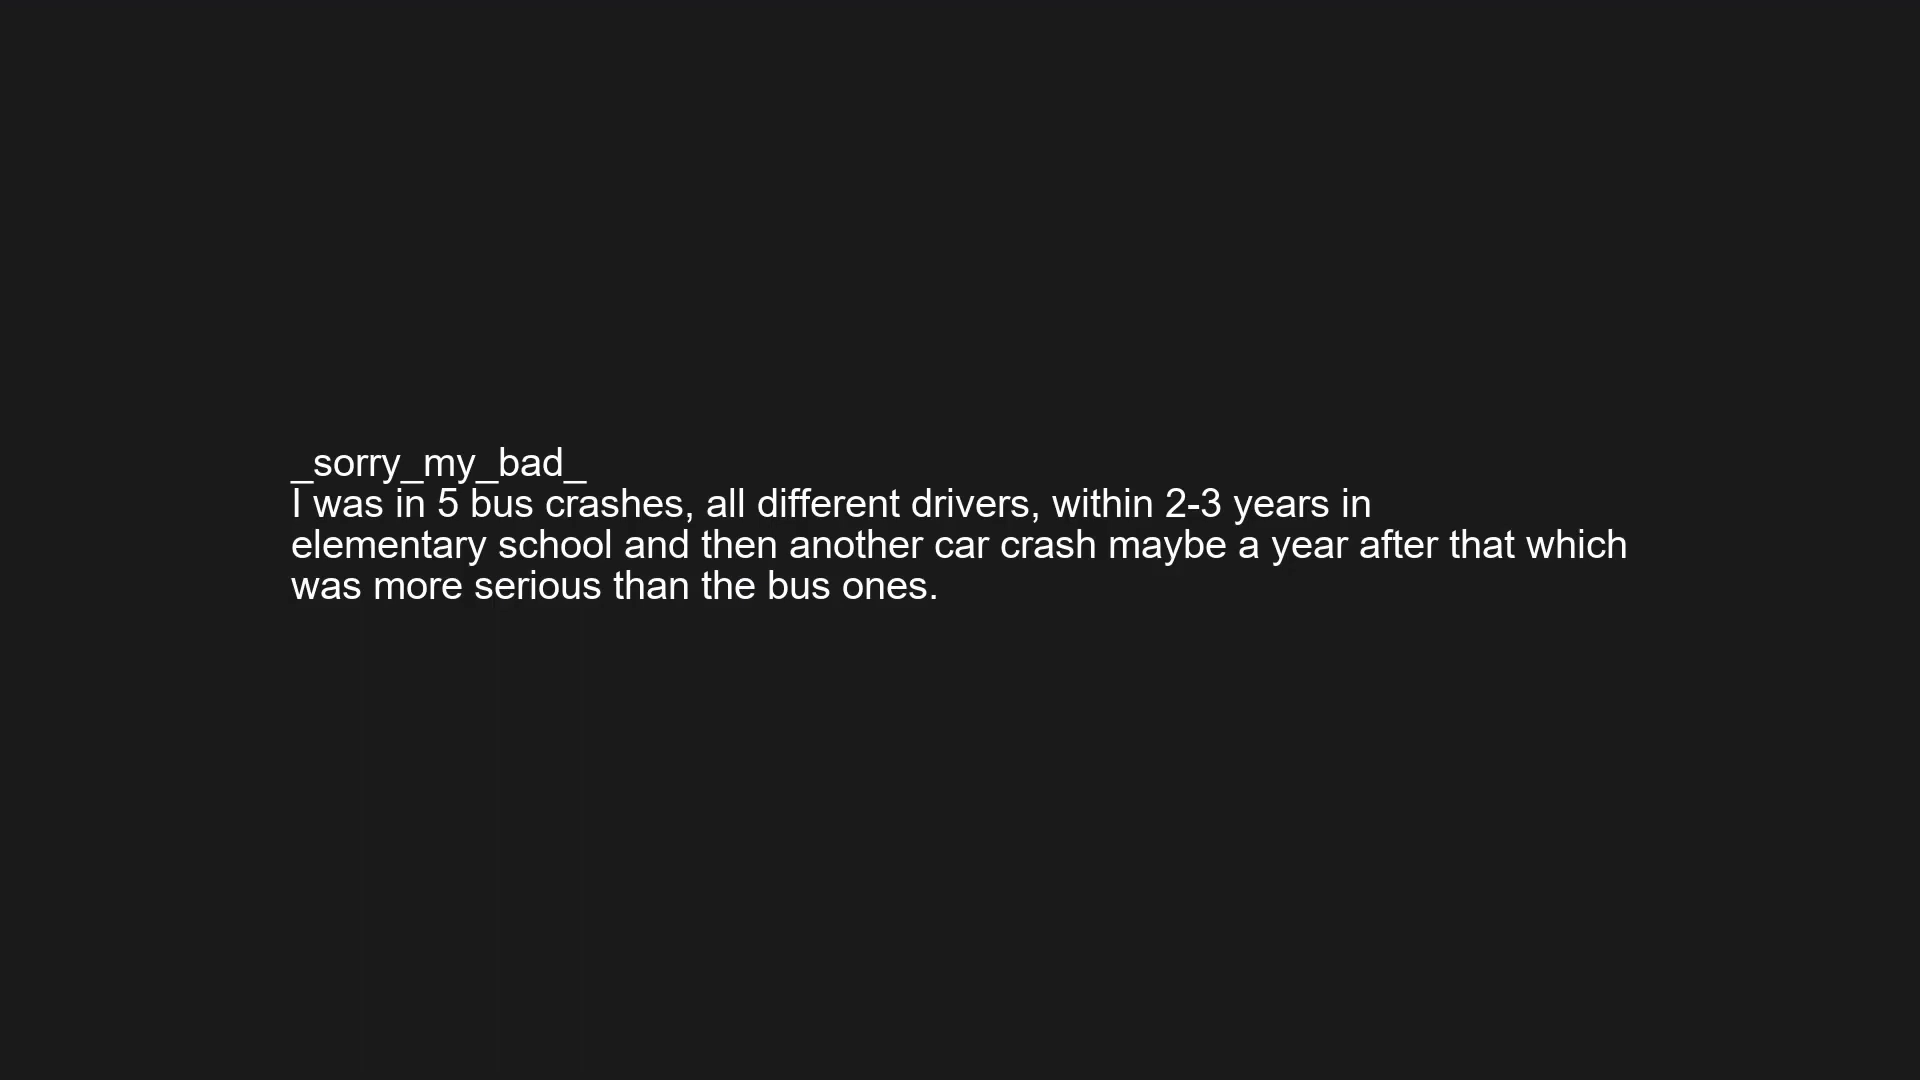 _sorry_my_bad_
I was in 5 bus crashes, all different drivers, within 2-3 years in
elementary school and then another car crash maybe a year after that which
was more serious than the bus ones.